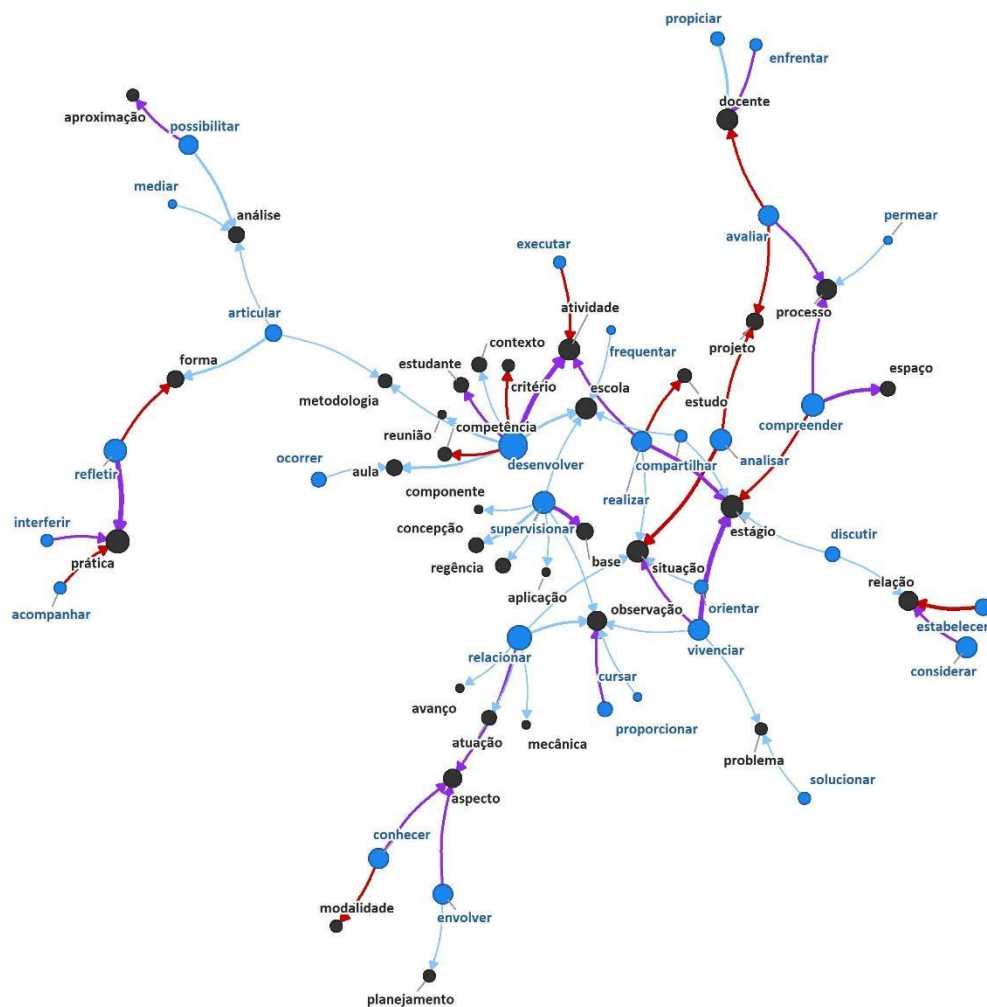 propiciar
enfrentar
docente
aproximação
possibilitar
mediar
análise
permear
avaliar
executar
processo
articular
atividade
contexto
projeto
frequentar
forma
estudante
espaço
critério
escola
estudo
metodologia
compreender
reunião
competência
ocorrer
desenvolver
compartilhar
analisar
aula
refletir
componente
realizar
interferir
concepção
supervisionar
estágio
discutir
prática
regência
base
situação
relação
aplicação
acompanhar
observação
orientar
estabelecer
relacionar
vivenciar
considerar
cursar
avanço
proporcionar
atuação
mecânica
problema
solucionar
aspecto
conhecer
modalidade
envolver
planejamento